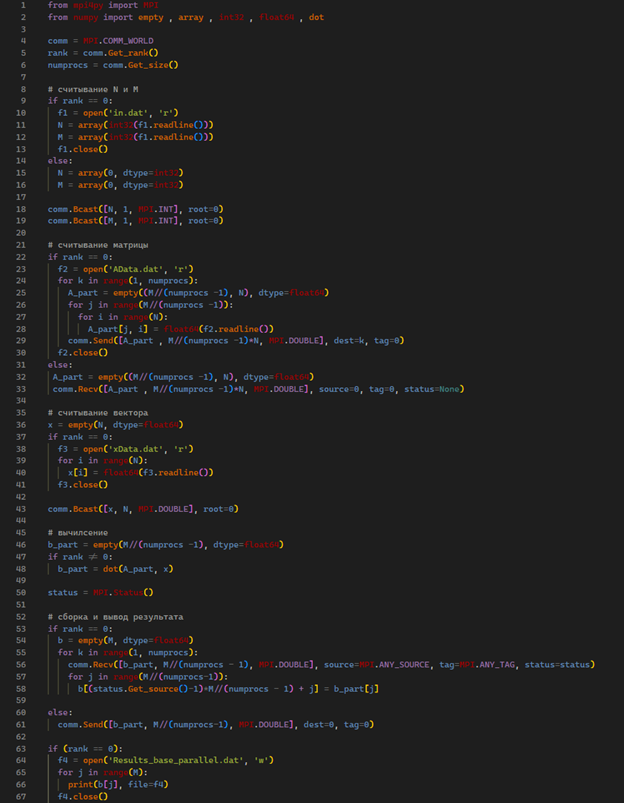 1 from mpi4py import MPI
2 from numpy import empty , array , int32 , float64 , dot
3
4 comm = MPI.COMM_WORLD
5 rank = comm.Get_rank()
6 numprocs = comm.Get_size()
7
8 # считывание N и M
9 if rank == 0:
10 f1 = open('in.dat', 'r')
11 N = array(int32(f1.readline()))
12 M = array(int32(f1.readline()))
13 f1.close()
14 else:
15 N = array(0, dtype=int32)
16 M = array(0, dtype=int32)
17
18 comm.Bcast([N, 1, MPI.INT], root=0)
19 comm.Bcast([M, 1, MPI.INT], root=0)
20
21 # считывание матрицы
22 if rank == 0:
23 f2 = open('AData.dat', 'r')
24 for k in range(1, numprocs):
25 A_part = empty((M//(numprocs -1), N), dtype=float64)
26 for j in range(M//(numprocs -1)):
27 for i in range(N):
28 A_part[j, i] = float64(f2.readline())
29 comm.Send([A_part , M//(numprocs -1)*N, MPI.DOUBLE], dest=k, tag=0)
30 f2.close()
31 else:
32 A_part = empty((M//(numprocs -1), N), dtype=float64)
33 comm.Recv([A_part , M//(numprocs -1)*N, MPI.DOUBLE], source=0, tag=0, status=None)
34
35 # считывание вектора
36 x = empty(N, dtype=float64)
37 if rank == 0:
38 f3 = open('xData.dat', 'r')
39 for i in range(N):
40 x[i] = float64(f3.readline())
41 f3.close()
42
43 comm.Bcast([x, N, MPI.DOUBLE], root=0)
44
45 # вычилсение
46 b_part = empty(M//(numprocs -1), dtype=float64)
47 if rank ≠ 0:
48 b_part = dot(A_part, x)
49
50 status = MPI.Status()
51
52 # сборка и вывод результата
53 if rank == 0:
54 b = empty(M, dtype=float64)
55 for k in range(1, numprocs):
56 comm.Recv([b_part, M//(numprocs - 1), MPI.DOUBLE], source=MPI.ANY_SOURCE, tag=MPI.ANY_TAG, status=status)
57 for j in range(M//(numprocs-1)):
58 b[(status.Get_source()-1)*M//(numprocs - 1) + j] = b_part[j]
59
60 else:
61 comm.Send([b_part, M//(numprocs-1), MPI.DOUBLE], dest=0, tag=0)
62
63 if (rank == 0):
64 f4 = open('Results_base_parallel.dat', 'w')
65 for j in range(M):
66 print(b[j], file=f4)
67 f4.close()